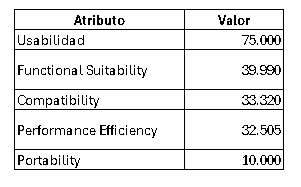 Atributo Valor
Usabilidad 75.000
Functional Suitability 39.990
Compatibility 33.320
Performance Efficiency 32.505
Portability 10.000